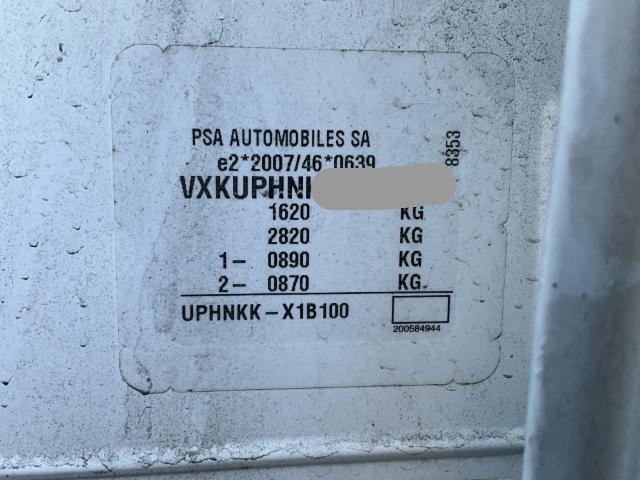 PSA AUTOMOBILES SA
e2*2007/46*0639
8353
VXKUPHN
1620 KG
2820 KG
1- 0890 KG
2- 0870 KG
UPHNKK-X1B100
200584944